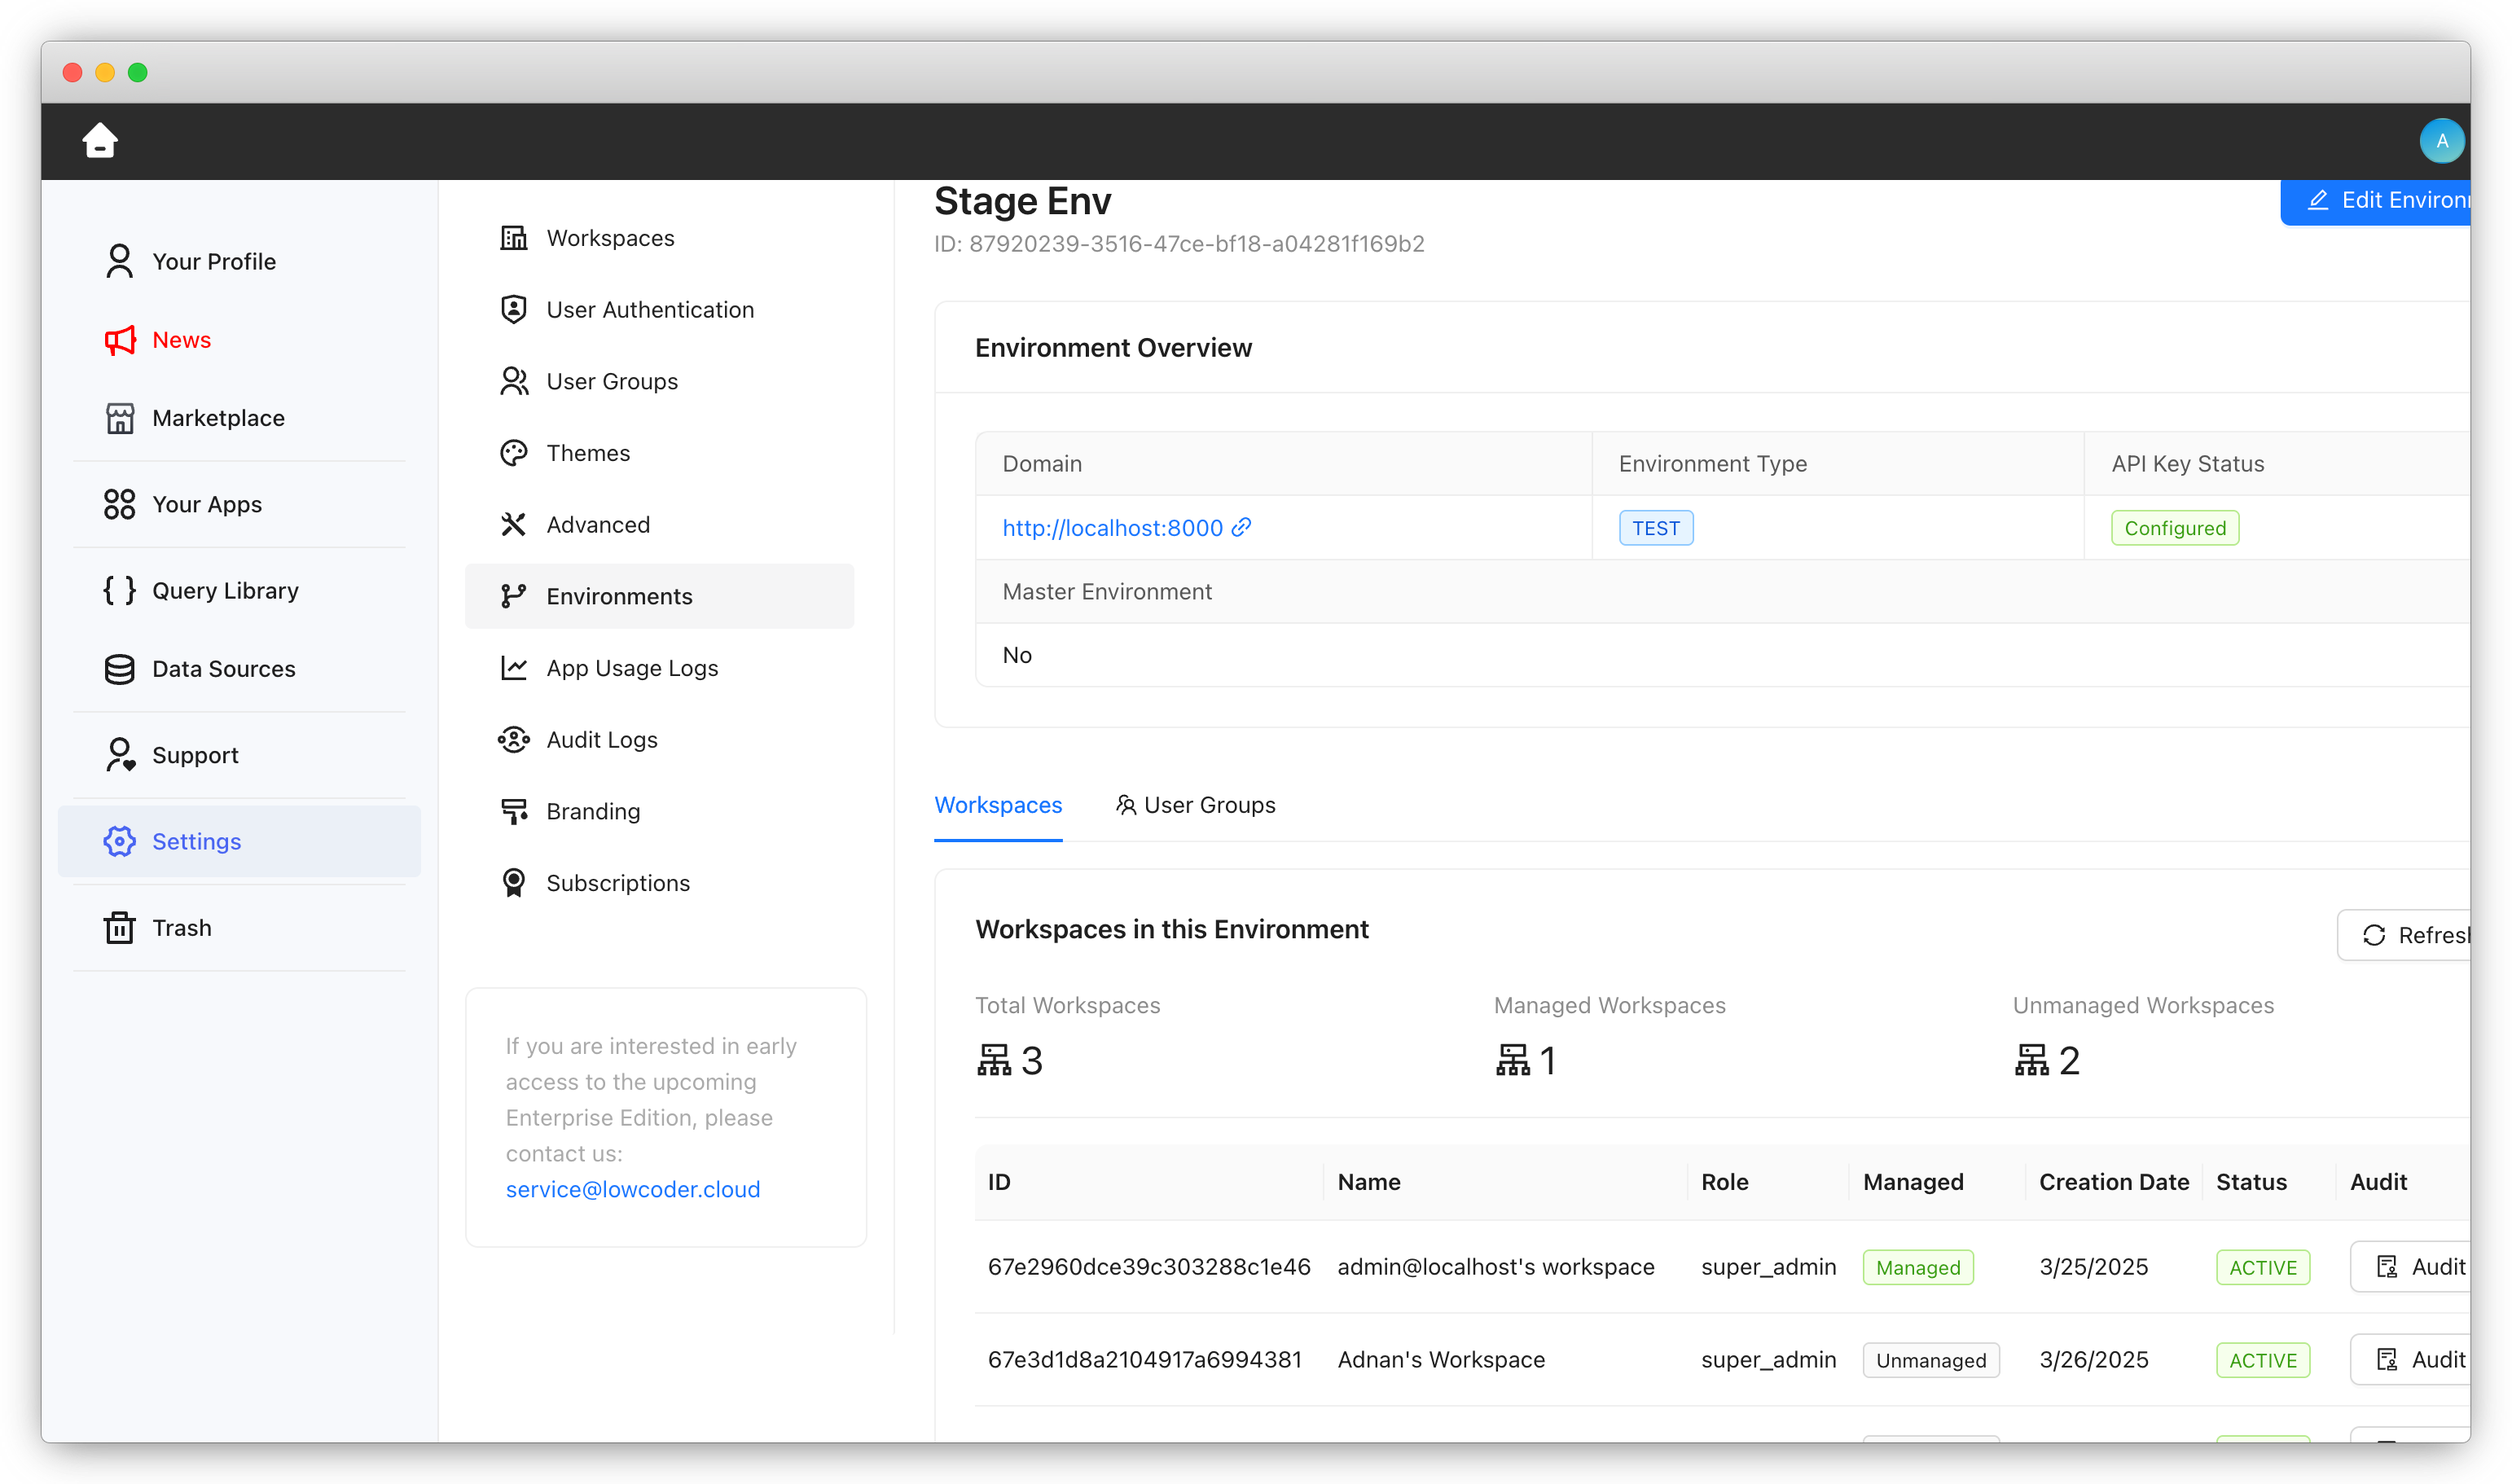 A
Your Profile
News
Marketplace
Your Apps
Query Library
Data Sources
Support
Settings
Trash
Workspaces
User Authentication
User Groups
Themes
Advanced
Environments
App Usage Logs
Audit Logs
Branding
Subscriptions
If you are interested in early
access to the upcoming
Enterprise Edition, please
contact us:
service@lowcoder.cloud
Stage Env
Edit Environ
ID: 87920239-3516-47ce-bf18-a04281f169b2
Environment Overview
Domain Environment Type API Key Status
http://localhost:8000 TEST Configured
Master Environment
No
Workspaces User Groups
Workspaces in this Environment
Refresh
Total Workspaces Managed Workspaces Unmanaged Workspaces
3 1 2
ID Name Role Managed Creation Date Status Audit
67e2960dce39c303288c1e46 admin@localhost's workspace super_admin Managed 3/25/2025 ACTIVE Audit
67e3d1d8a2104917a6994381 Adnan's Workspace super_admin Unmanaged 3/26/2025 ACTIVE Audit